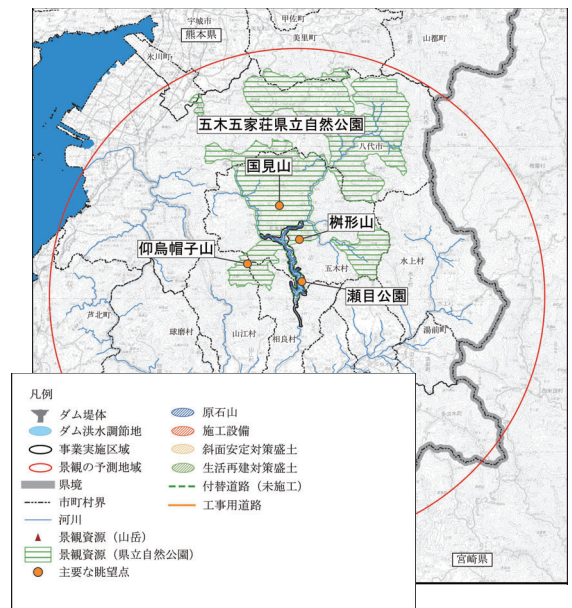 宇城市
熊本県
甲佐町
美里町
山都町
氷川町
五木五家荘県立自然公園
八代市
国見山
桝形山
仰烏帽子山
五木村
水上村
瀬目公園
芦北町
球磨村
山江村
相良村
湯前町
多良木町
凡例
ダム堤体
ダム洪水調節地
事業実施区域
景観の予測地域
県境
市町村界
河川
景観資源（山岳）
景観資源（県立自然公園）
主要な眺望点
原石山
施工設備
斜面安定対策盛土
生活再建対策盛土
付替道路（未施工）
工事用道路
宮崎県